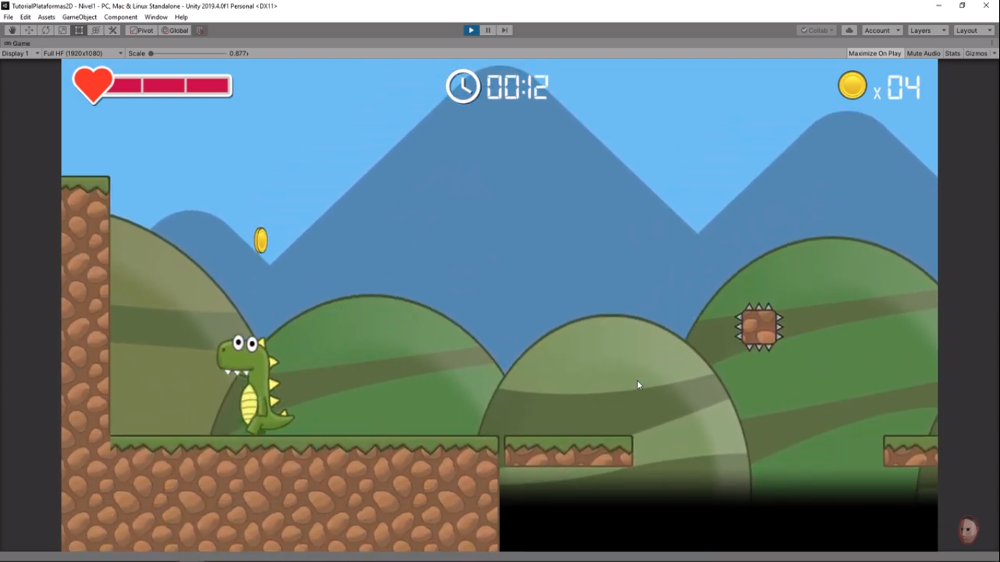 TutorialPlataformas2D - Nivel1 - PC, Mac & Linux Standalone - Unity 2019.4.0f1 Personal <DX11>
File Edit Assets GameObject Component Window Help
Pivot Global Collab Account Layers Layout
Game
Display 1 Full HF (1920x1080) Scale 0.877x Maximize On Play Mute Audio Stats Gizmos
00:12 x 04